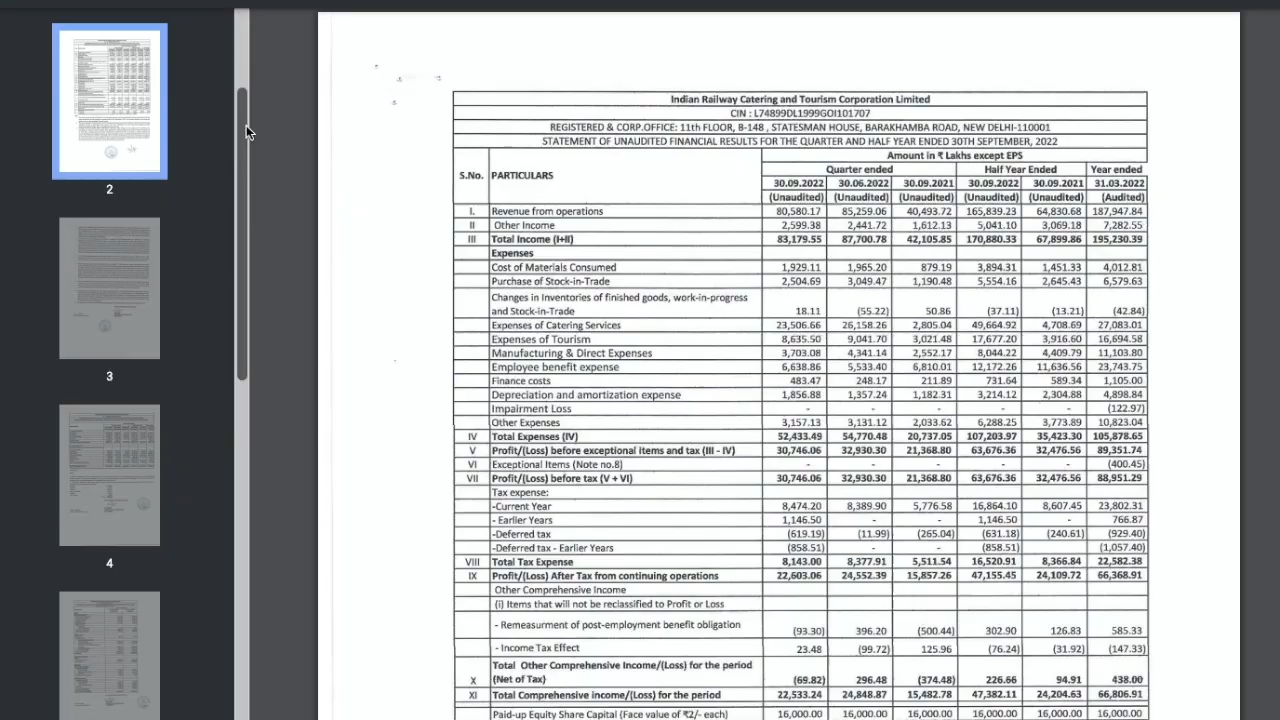 Indian Railway Catering and Tourism Corporation Limited
CIN : L74899DL1999GOI101707
REGISTERED & CORP.OFFICE: 11th FLOOR, B-148 , STATESMAN HOUSE, BARAKHAMBA ROAD, NEW DELHI-110001
STATEMENT OF UNAUDITED FINANCIAL RESULTS FOR THE QUARTER AND HALF YEAR ENDED 30TH SEPTEMBER, 2022
Amount in ₹ Lakhs except EPS
S.No. PARTICULARS Quarter ended Half Year Ended Year ended
30.09.2022 30.06.2022 30.09.2021 30.09.2022 30.09.2021 31.03.2022
(Unaudited) (Unaudited) (Unaudited) (Unaudited) (Unaudited) (Audited)
I. Revenue from operations 80,580.17 85,259.06 40,493.72 165,839.23 64,830.68 187,947.84
II Other Income 2,599.38 2,441.72 1,612.13 5,041.10 3,069.18 7,282.55
III Total Income (I+II) 83,179.55 87,700.78 42,105.85 170,880.33 67,899.86 195,230.39
Expenses
Cost of Materials Consumed 1,929.11 1,965.20 879.19 3,894.31 1,451.33 4,012.81
Purchase of Stock-in-Trade 2,504.69 3,049.47 1,190.48 5,554.16 2,645.43 6,579.63
Changes in Inventories of finished goods, work-in-progress
and Stock-in-Trade 18.11 (55.22) 50.86 (37.11) (13.21) (42.84)
Expenses of Catering Services 23,506.66 26,158.26 2,805.04 49,664.92 4,708.69 27,083.01
Expenses of Tourism 8,635.50 9,041.70 3,021.48 17,677.20 3,916.60 16,694.58
Manufacturing & Direct Expenses 3,703.08 4,341.14 2,552.17 8,044.22 4,409.79 11,103.80
Employee benefit expense 6,638.86 5,533.40 6,810.01 12,172.26 11,636.56 23,743.75
Finance costs 483.47 248.17 211.89 731.64 589.34 1,105.00
Depreciation and amortization expense 1,856.88 1,357.24 1,182.31 3,214.12 2,304.88 4,898.84
Impairment Loss - - - - - (122.97)
Other Expenses 3,157.13 3,131.12 2,033.62 6,288.25 3,773.89 10,823.04
IV Total Expenses (IV) 52,433.49 54,770.48 20,737.05 107,203.97 35,423.30 105,878.65
V Profit/(Loss) before exceptional items and tax (III - IV) 30,746.06 32,930.30 21,368.80 63,676.36 32,476.56 89,351.74
VI Exceptional Items (Note no.8) - - - - - (400.45)
VII Profit/(Loss) before tax (V + VI) 30,746.06 32,930.30 21,368.80 63,676.36 32,476.56 88,951.29
Tax expense:
-Current Year 8,474.20 8,389.90 5,776.58 16,864.10 8,607.45 23,802.31
- Earlier Years 1,146.50 - - 1,146.50 - 766.87
-Deferred tax (619.19) (11.99) (265.04) (631.18) (240.61) (929.40)
-Deferred tax - Earlier Years (858.51) - - (858.51) - (1,057.40)
VIII Total Tax Expense 8,143.00 8,377.91 5,511.54 16,520.91 8,366.84 22,582.38
IX Profit/(Loss) After Tax from continuing operations 22,603.06 24,552.39 15,857.26 47,155.45 24,109.72 66,368.91
Other Comprehensive Income
(i) Items that will not be reclassified to Profit or Loss
- Remeasurment of post-employment benefit obligation (93.30) 396.20 (500.44) 302.90 126.83 585.33
- Income Tax Effect 23.48 (99.72) 125.96 (76.24) (31.92) (147.33)
Total Other Comprehensive Income/(Loss) for the period
X (Net of Tax) (69.82) 296.48 (374.48) 226.66 94.91 438.00
XI Total Comprehensive income/(Loss) for the period 22,533.24 24,848.87 15,482.78 47,382.11 24,204.63 66,806.91
Paid-up Equity Share Capital (Face value of ₹2/- each) 16,000.00 16,000.00 16,000.00 16,000.00 16,000.00 16,000.00
2
3
4